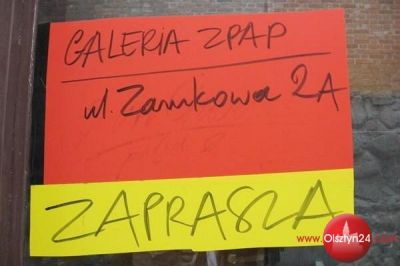 GALERIA ZPAP
ul. Zamkowa 2A
ZAPRASZA
www.Olsztyn24.com